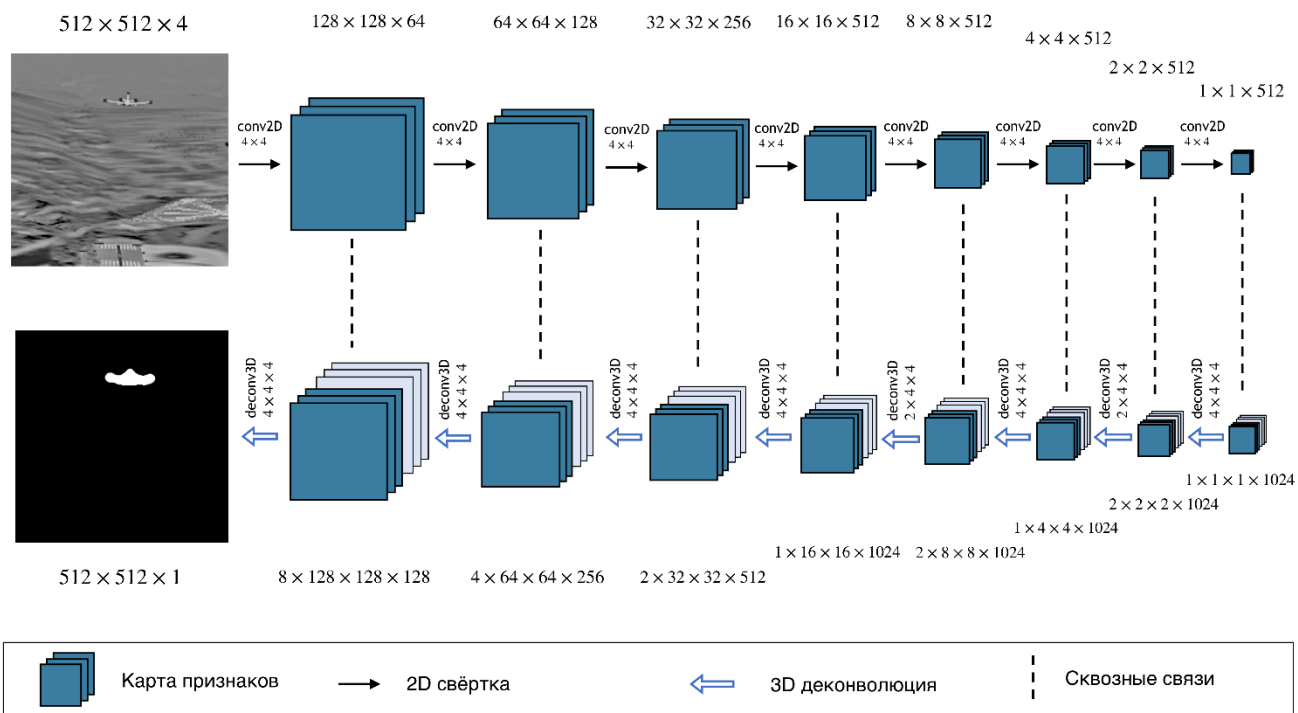 512 × 512 × 4
128 × 128 × 64
64 × 64 × 128
32 × 32 × 256
16 × 16 × 512
8 × 8 × 512
4 × 4 × 512
2 × 2 × 512
1 × 1 × 512
conv2D
4 × 4
conv2D
4 × 4
conv2D
4 × 4
conv2D
4 × 4
conv2D
4 × 4
conv2D
4 × 4
conv2D
4 × 4
conv2D
4 × 4
deconv3D
4 × 4 × 4
deconv3D
4 × 4 × 4
deconv3D
4 × 4 × 4
deconv3D
4 × 4 × 4
deconv3D
2 × 4 × 4
deconv3D
4 × 4 × 4
deconv3D
2 × 4 × 4
deconv3D
4 × 4 × 4
512 × 512 × 1
8 × 128 × 128 × 128
4 × 64 × 64 × 256
2 × 32 × 32 × 512
1 × 16 × 16 × 1024
2 × 8 × 8 × 1024
1 × 4 × 4 × 1024
2 × 2 × 2 × 1024
1 × 1 × 1 × 1024
Карта признаков
2D свёртка
3D деконволюция
Сквозные связи